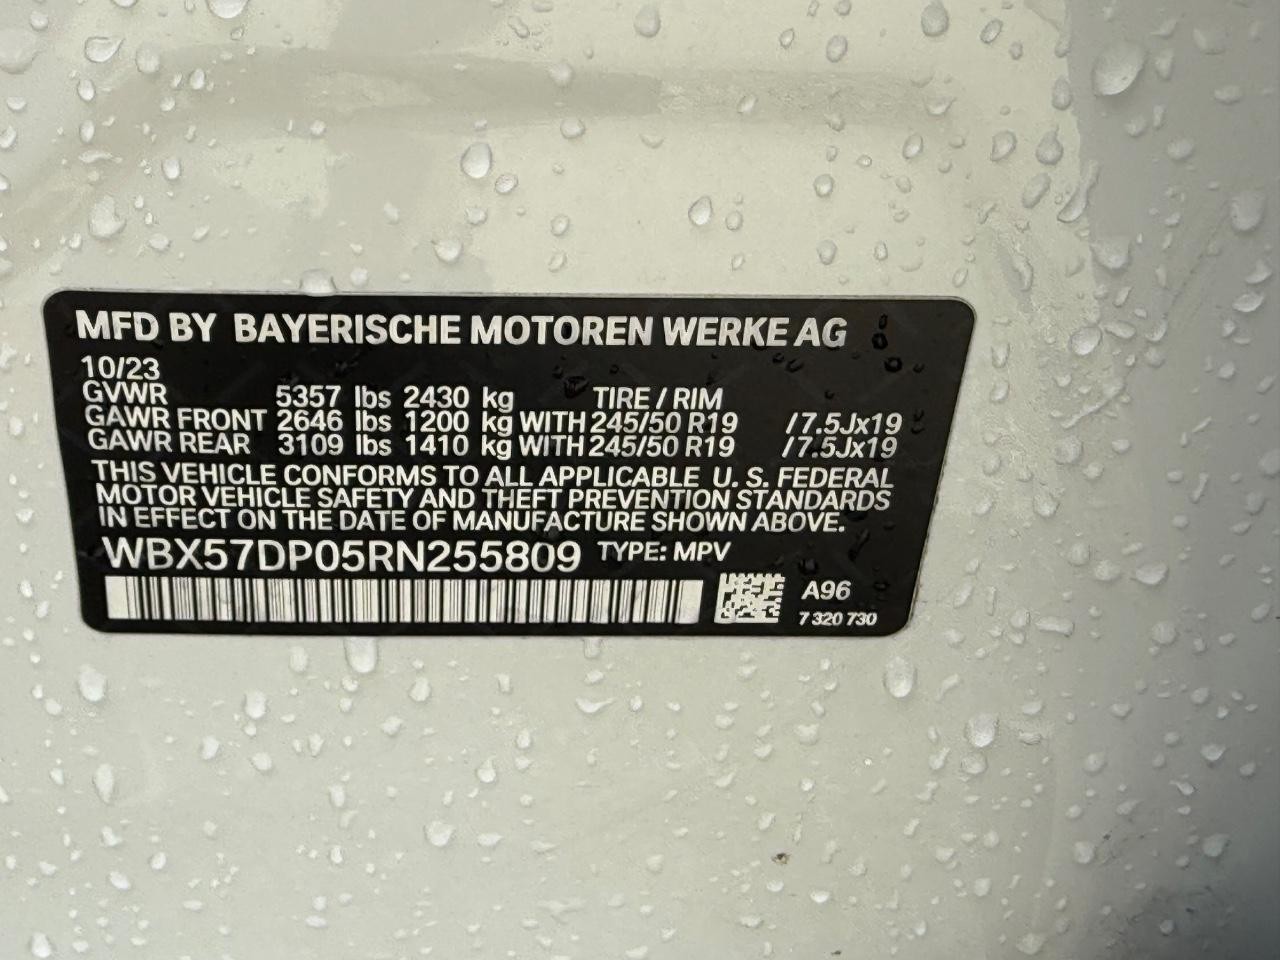 MFD BY BAYERISCHE MOTOREN WERKE AG
10/23
GVWR 5357 lbs 2430 kg TIRE / RIM
GAWR FRONT 2646 lbs 1200 kg WITH 245/50 R19 /7.5Jx19
GAWR REAR 3109 lbs 1410 kg WITH 245/50 R19 /7.5Jx19
THIS VEHICLE CONFORMS TO ALL APPLICABLE U. S. FEDERAL
MOTOR VEHICLE SAFETY AND THEFT PREVENTION STANDARDS
IN EFFECT ON THE DATE OF MANUFACTURE SHOWN ABOVE.
WBX57DP05RN255809 TYPE: MPV
A96
7 320 730